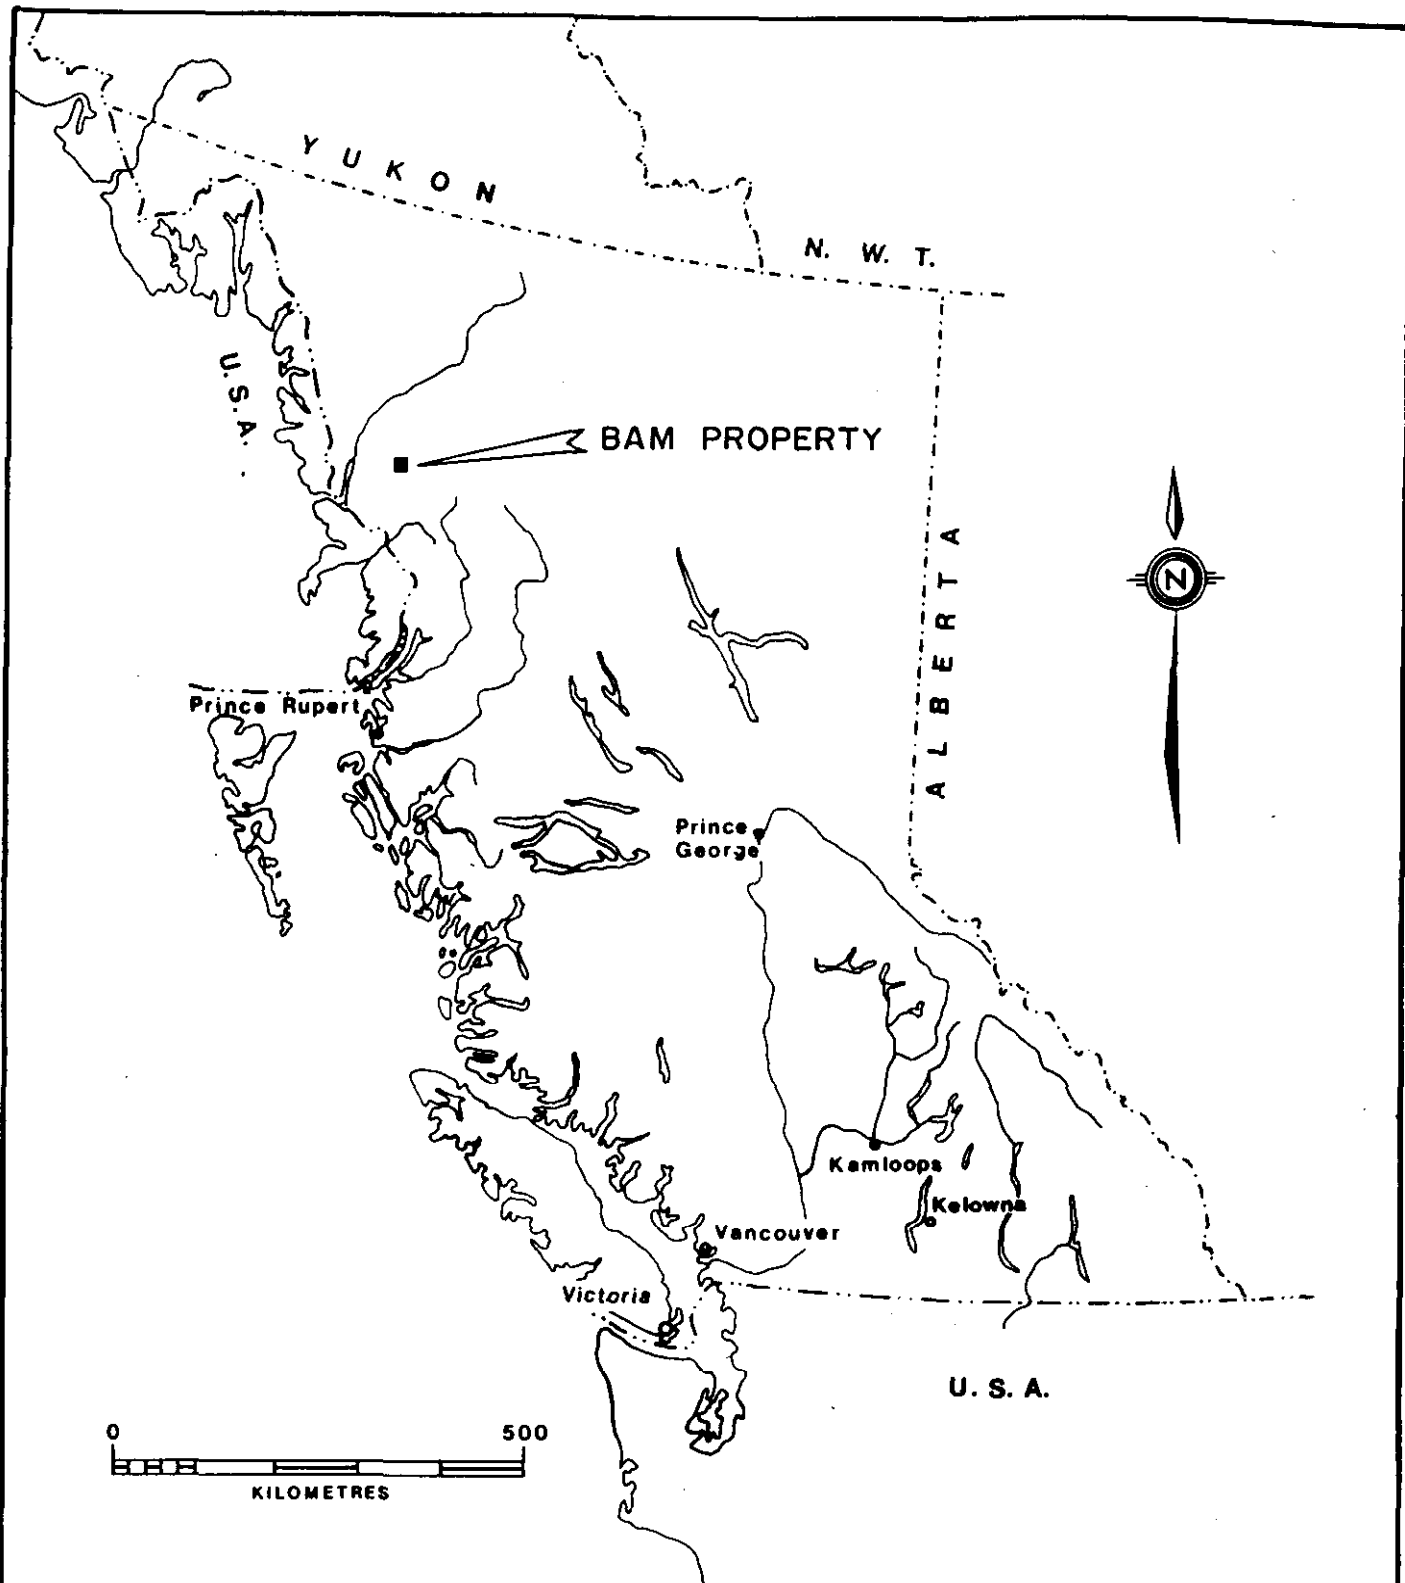 YUKON
N. W. T.
U.S.A.
BAM PROPERTY
ALBERTA
N
Prince Rupert
Prince
George
Kamloops
Kelowna
Vancouver
Victoria
U. S. A.
0 500
KILOMETRES